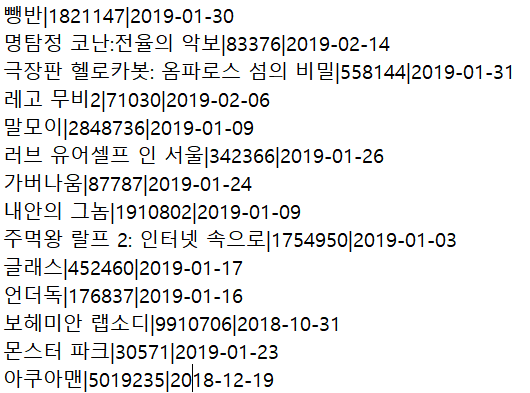 뺑반|1821147|2019-01-30
명탐정 코난:전율의 악보|83376|2019-02-14
극장판 헬로카봇: 옴파로스 섬의 비밀|558144|2019-01-31
레고 무비2|71030|2019-02-06
말모이|2848736|2019-01-09
러브 유어셀프 인 서울|342366|2019-01-26
가버나움|87787|2019-01-24
내안의 그놈|1910802|2019-01-09
주먹왕 랄프 2: 인터넷 속으로|1754950|2019-01-03
글래스|452460|2019-01-17
언더독|176837|2019-01-16
보헤미안 랩소디|9910706|2018-10-31
몬스터 파크|30571|2019-01-23
아쿠아맨|5019235|2018-12-19